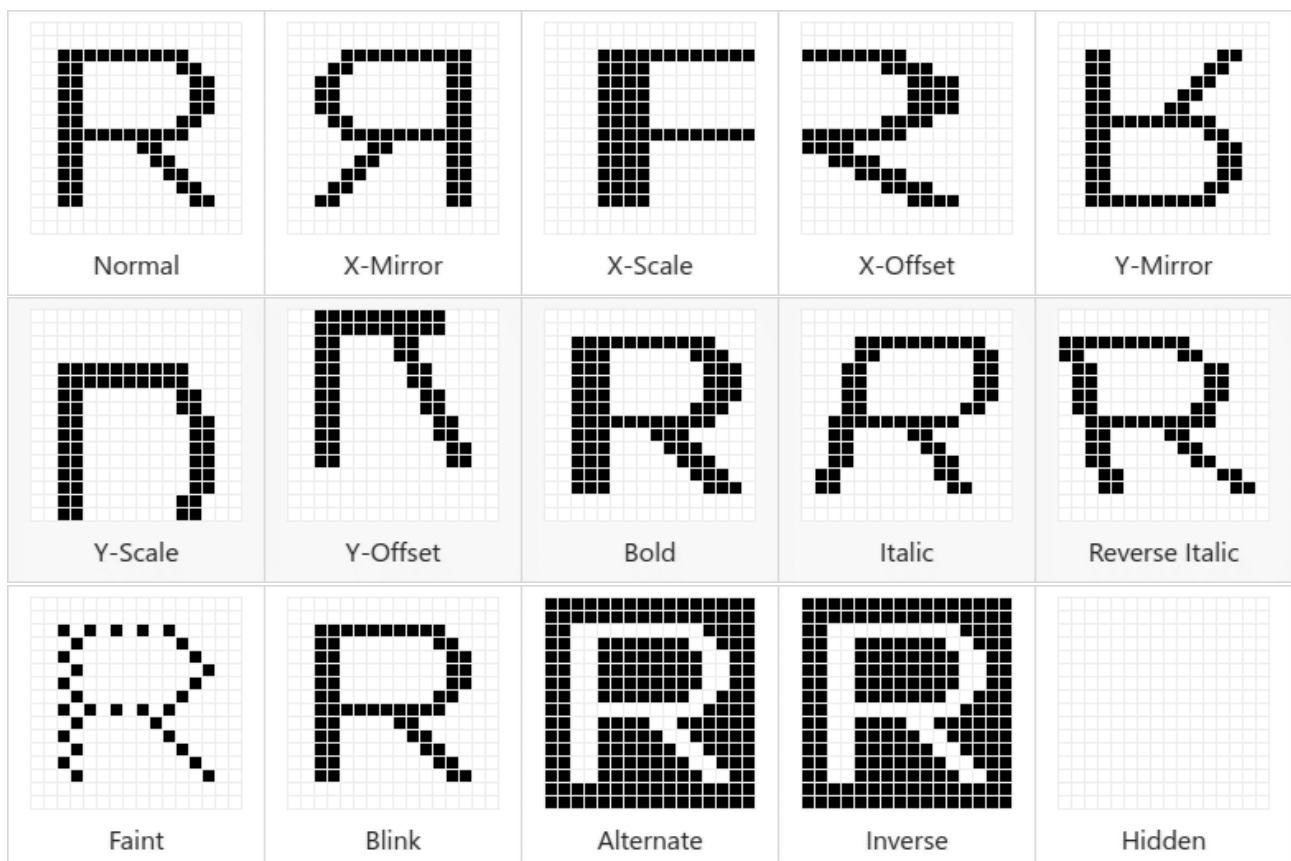 Normal X-Mirror X-Scale X-Offset Y-Mirror
Y-Scale Y-Offset Bold Italic Reverse Italic
Faint Blink Alternate Inverse Hidden